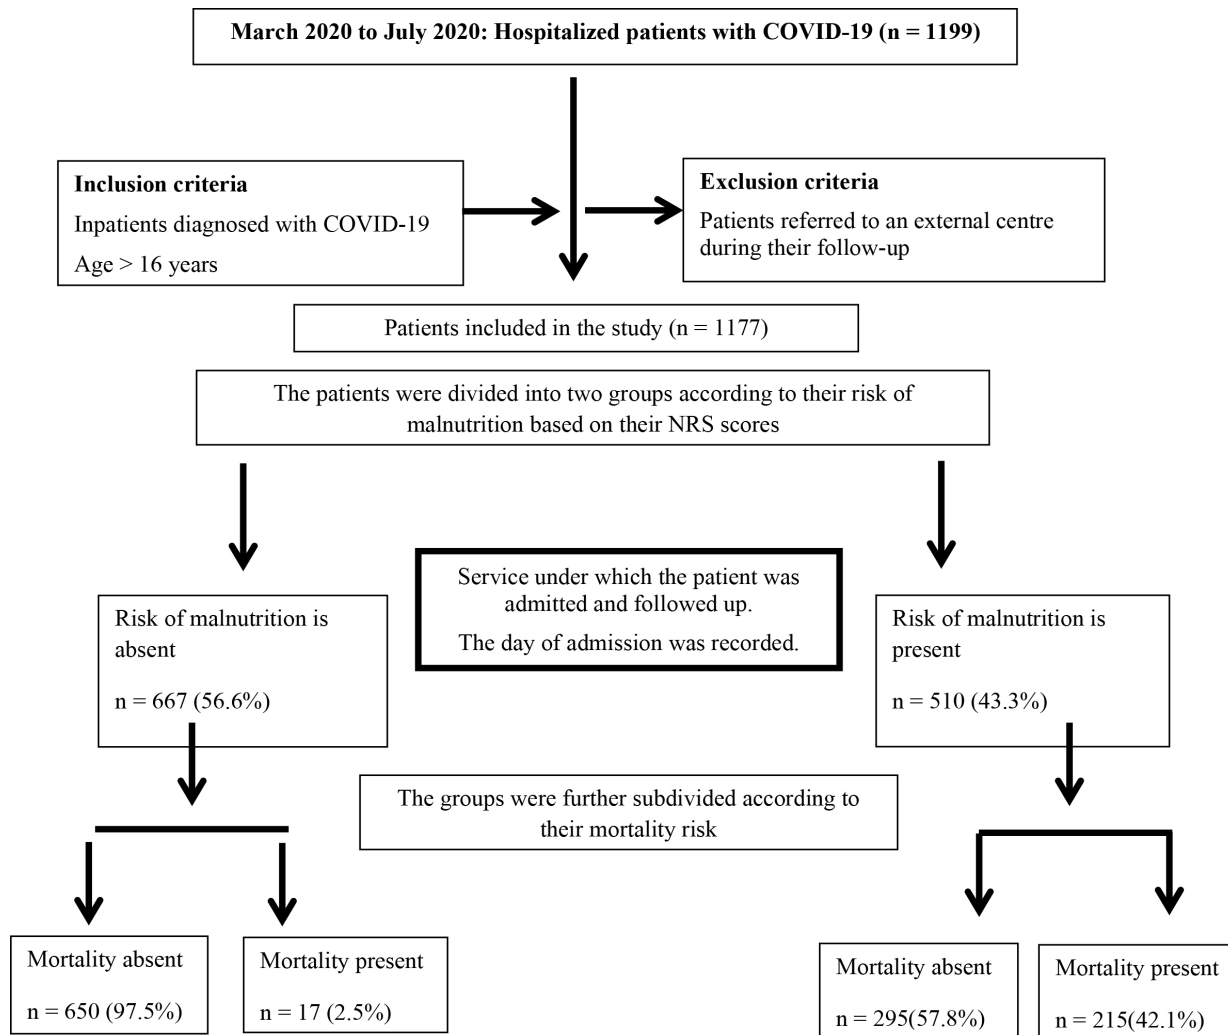 March 2020 to July 2020: Hospitalized patients with COVID-19 (n = 1199)
Inclusion criteria
Inpatients diagnosed with COVID-19
Age > 16 years
Exclusion criteria
Patients referred to an external centre
during their follow-up
Patients included in the study (n = 1177)
The patients were divided into two groups according to their risk of
malnutrition based on their NRS scores
Service under which the patient was
admitted and followed up.
The day of admission was recorded.
Risk of malnutrition is
absent
n = 667 (56.6%)
Risk of malnutrition is
present
n = 510 (43.3%)
The groups were further subdivided according to
their mortality risk
Mortality absent
n = 650 (97.5%)
Mortality present
n = 17 (2.5%)
Mortality absent
n = 295(57.8%)
Mortality present
n = 215(42.1%)